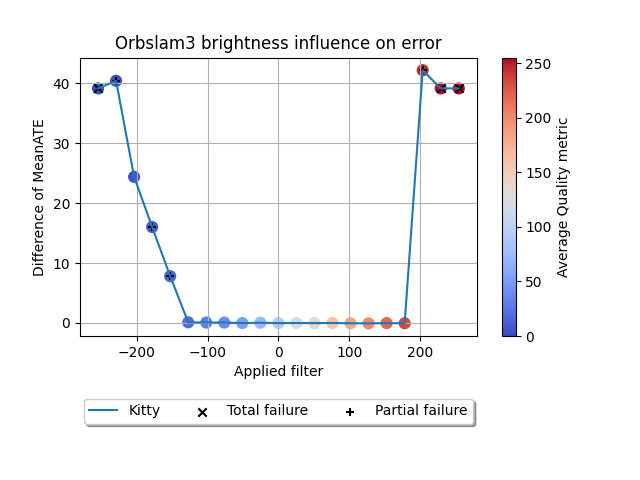 Orbslam3 brightness influence on error
Difference of MeanATE
40
30
20
10
0
−200
−100
0
100
200
Applied filter
250
200
150
100
50
0
Average Quality metric
Kitty
Total failure
Partial failure